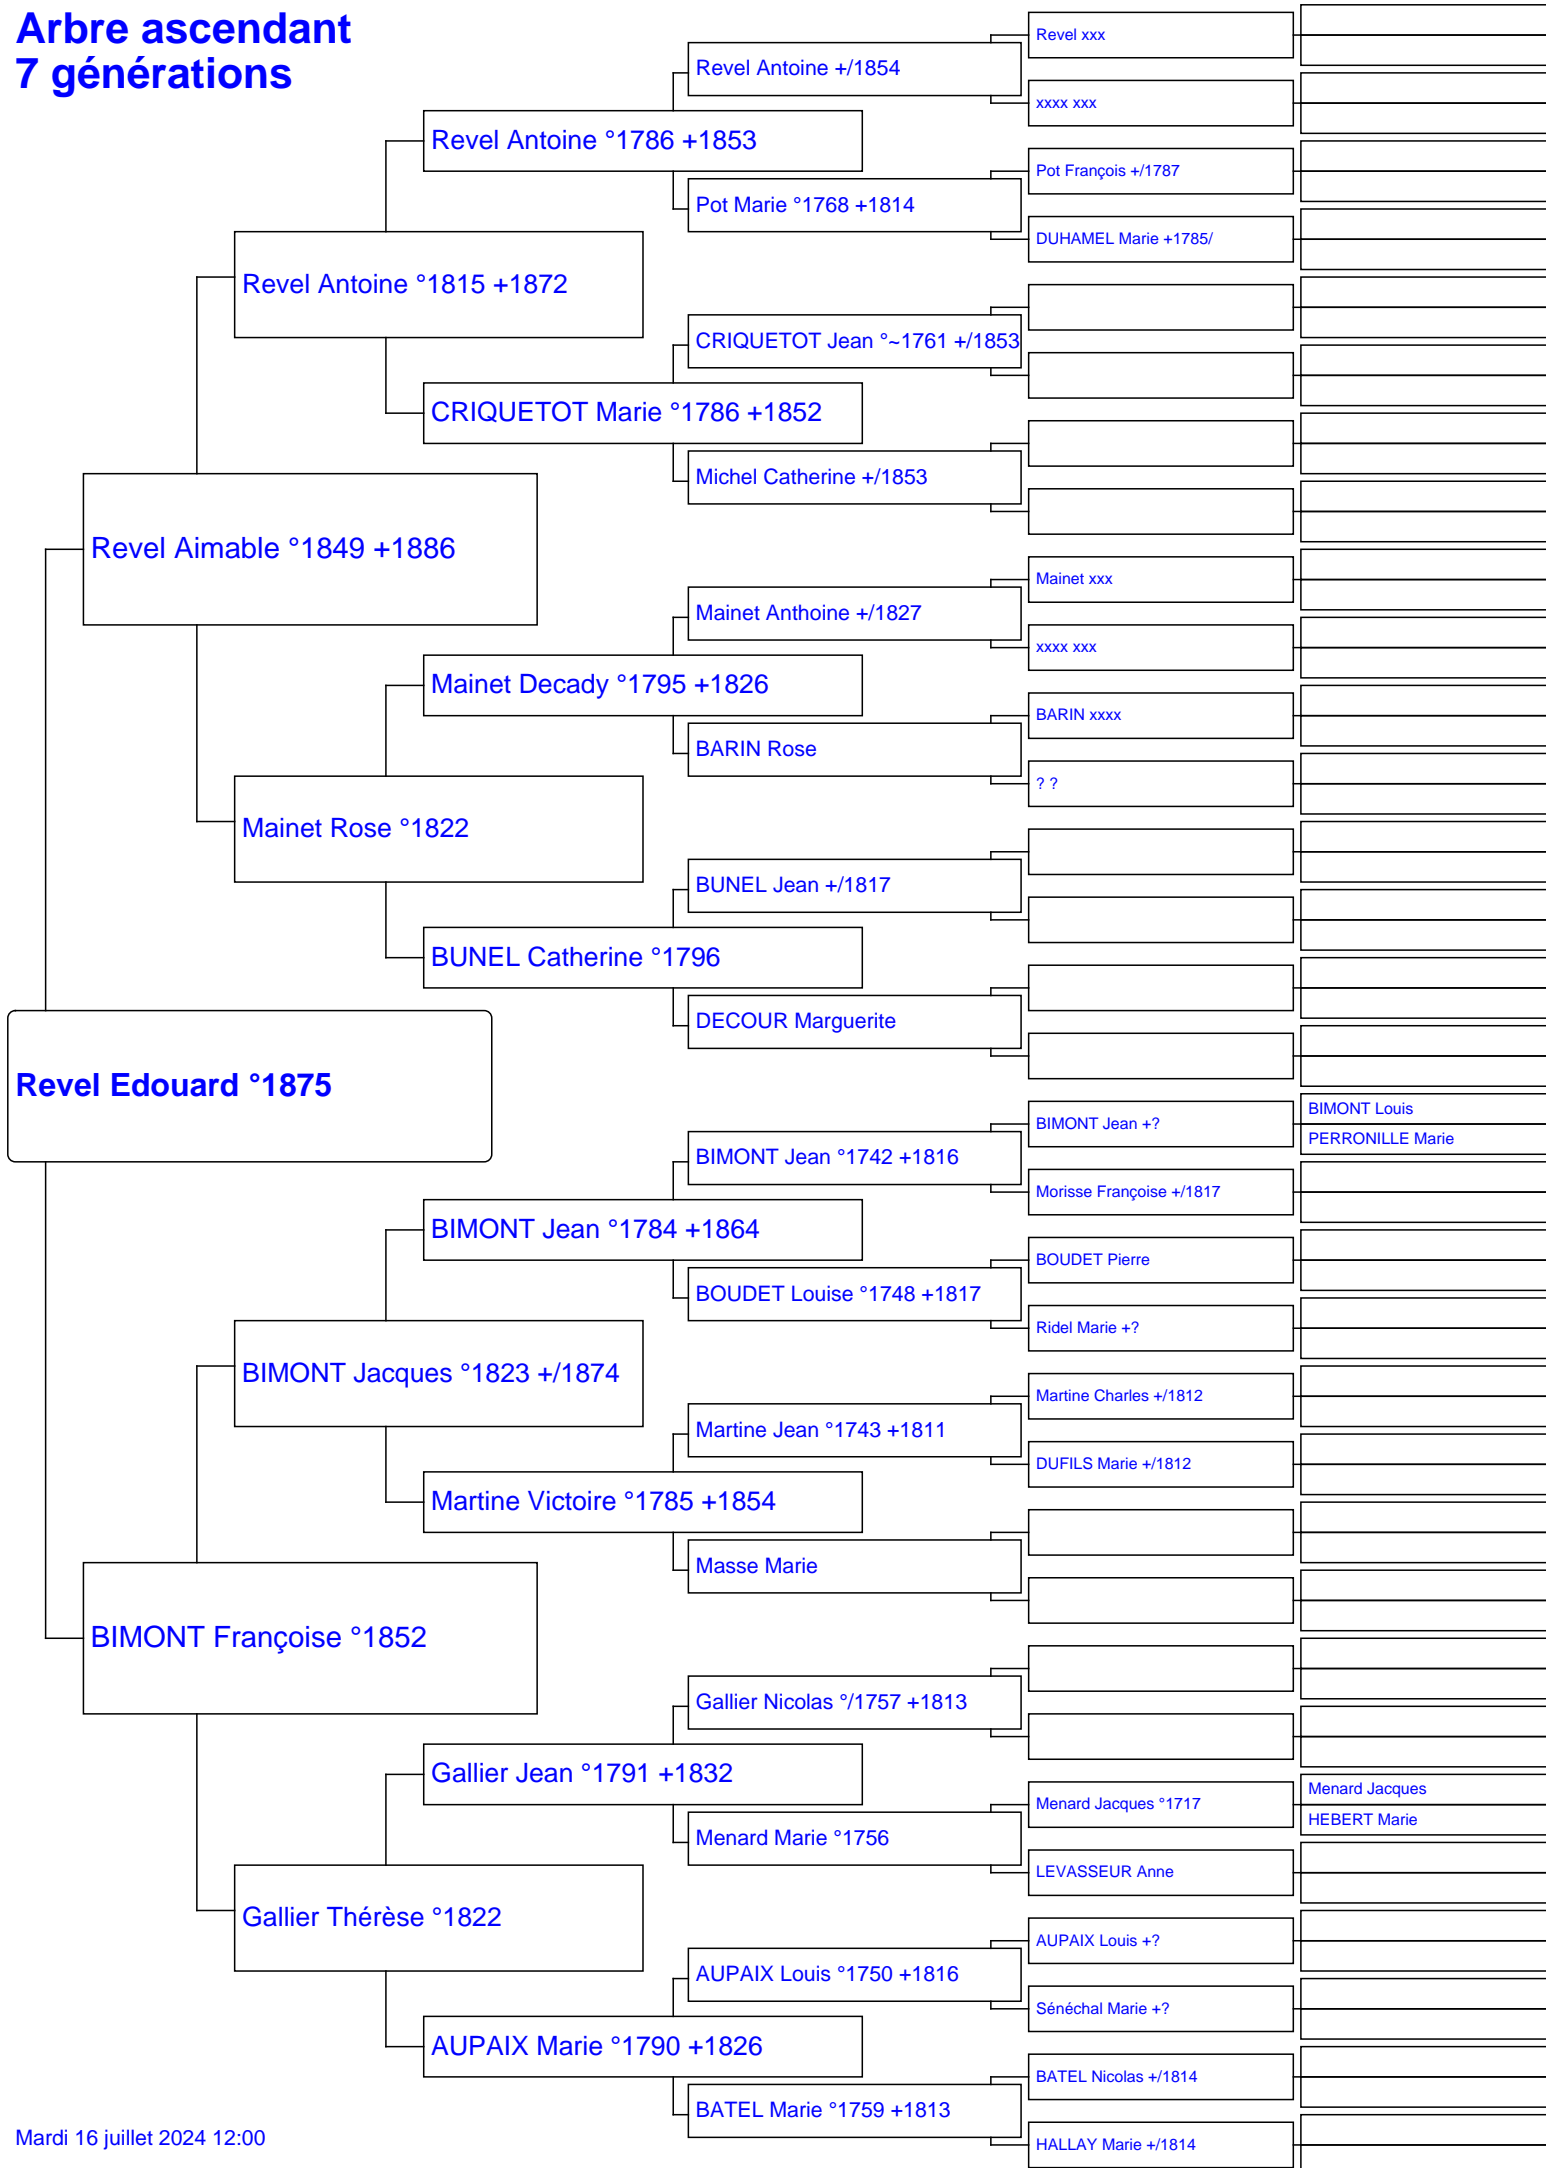 Arbre ascendant
7 générations
Revel xxx
Revel Antoine +/1854
xxxx xxx
Revel Antoine °1786 +1853
Pot François +/1787
Pot Marie °1768 +1814
DUHAMEL Marie +1785/
Revel Antoine °1815 +1872
CRIQUETOT Jean °~1761 +/1853
CRIQUETOT Marie °1786 +1852
Michel Catherine +/1853
Revel Aimable °1849 +1886
Mainet xxx
Mainet Anthoine +/1827
xxxx xxx
Mainet Decady °1795 +1826
BARIN xxxx
BARIN Rose
? ?
Mainet Rose °1822
BUNEL Jean +/1817
BUNEL Catherine °1796
DECOUR Marguerite
Revel Edouard °1875
BIMONT Louis
BIMONT Jean +?
PERRONILLE Marie
BIMONT Jean °1742 +1816
Morisse Françoise +/1817
BIMONT Jean °1784 +1864
BOUDET Pierre
BOUDET Louise °1748 +1817
Ridel Marie +?
BIMONT Jacques °1823 +/1874
Martine Charles +/1812
Martine Jean °1743 +1811
DUFILS Marie +/1812
Martine Victoire °1785 +1854
Masse Marie
BIMONT Françoise °1852
Gallier Nicolas °/1757 +1813
Gallier Jean °1791 +1832
Menard Jacques
Menard Jacques °1717
HEBERT Marie
Menard Marie °1756
LEVASSEUR Anne
Gallier Thérèse °1822
AUPAIX Louis +?
AUPAIX Louis °1750 +1816
Sénéchal Marie +?
AUPAIX Marie °1790 +1826
BATEL Nicolas +/1814
BATEL Marie °1759 +1813
HALLAY Marie +/1814
Mardi 16 juillet 2024 12:00